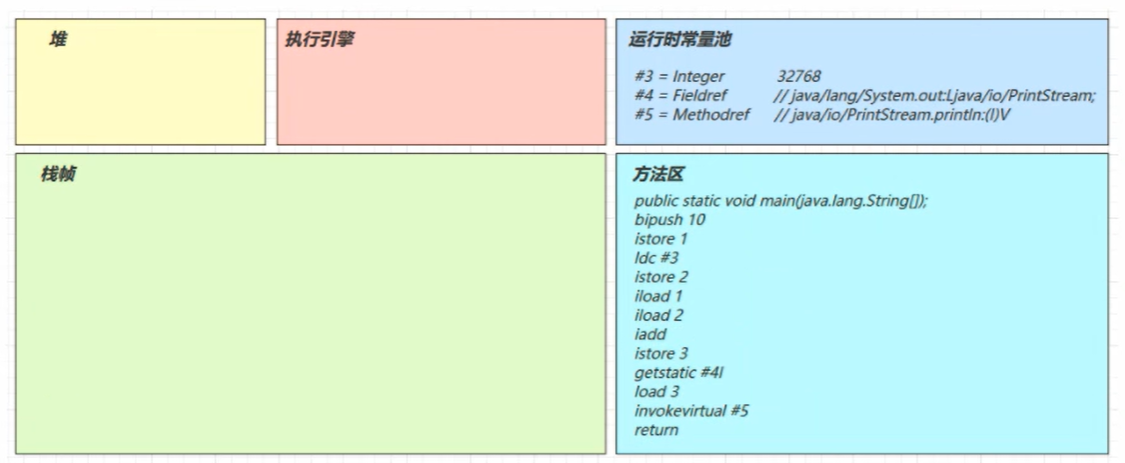 堆
执行引擎
运行时常量池
#3 = Integer 32768
#4 = Fieldref // java/lang/System.out:Ljava/io/PrintStream;
#5 = Methodref // java/io/PrintStream.println:(I)V
栈帧
方法区
public static void main(java.lang.String[]);
bipush 10
istore 1
ldc #3
istore 2
iload 1
iload 2
iadd
istore 3
getstatic #4I
load 3
invokevirtual #5
return